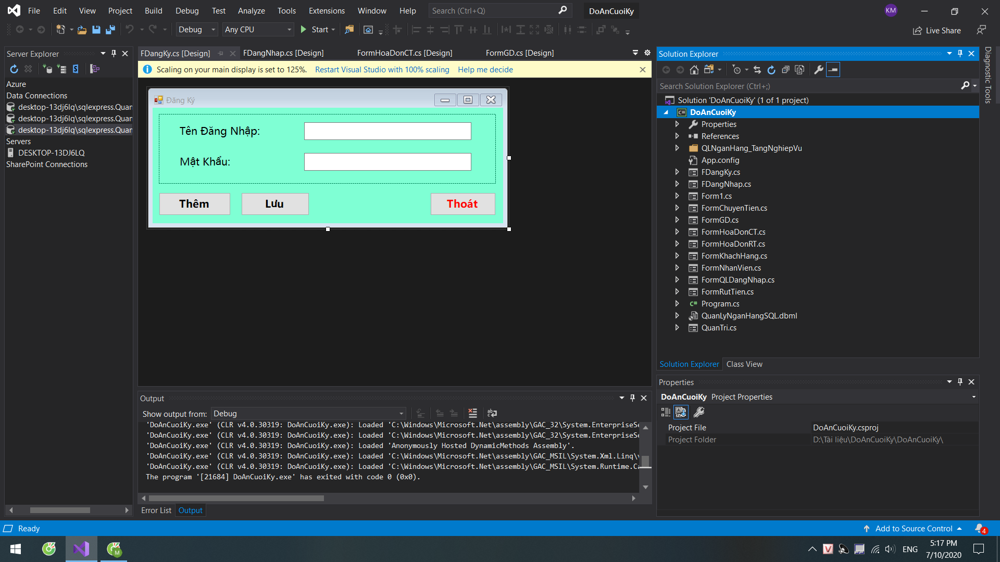 File Edit View Project Build Debug Test Analyze Tools Extensions Window Help Search (Ctrl+Q) DoAnCuoiKy KM
Debug Any CPU Start Live Share
Server Explorer
Azure
Data Connections
desktop-13dj6lq\sqlexpress.Quan
desktop-13dj6lq\sqlexpress.Quan
desktop-13dj6lq\sqlexpress.Quan
Servers
DESKTOP-13DJ6LQ
SharePoint Connections
FDangKy.cs [Design] FDangNhap.cs [Design] FormHoaDonCT.cs [Design] FormGD.cs [Design]
Scaling on your main display is set to 125%. Restart Visual Studio with 100% scaling Help me decide
Đăng Ký
Tên Đăng Nhập:
Mật Khẩu:
Thêm Lưu Thoát
Output
Show output from: Debug
'DoAnCuoiKy.exe' (CLR v4.0.30319: DoAnCuoiKy.exe): Loaded 'C:\Windows\Microsoft.Net\assembly\GAC_32\System.EnterpriseSe
'DoAnCuoiKy.exe' (CLR v4.0.30319: DoAnCuoiKy.exe): Loaded 'C:\Windows\Microsoft.Net\assembly\GAC_32\System.EnterpriseSe
'DoAnCuoiKy.exe' (CLR v4.0.30319: DoAnCuoiKy.exe): Loaded 'Anonymously Hosted DynamicMethods Assembly'.
'DoAnCuoiKy.exe' (CLR v4.0.30319: DoAnCuoiKy.exe): Loaded 'C:\Windows\Microsoft.Net\assembly\GAC_MSIL\System.Xml.Linq\v
'DoAnCuoiKy.exe' (CLR v4.0.30319: DoAnCuoiKy.exe): Loaded 'C:\Windows\Microsoft.Net\assembly\GAC_MSIL\System.Runtime.Ca
The program '[21684] DoAnCuoiKy.exe' has exited with code 0 (0x0).
Error List Output
Solution Explorer
Search Solution Explorer (Ctrl+;)
Solution 'DoAnCuoiKy' (1 of 1 project)
DoAnCuoiKy
Properties
References
QLNganHang_TangNghiepVu
App.config
FDangKy.cs
FDangNhap.cs
Form1.cs
FormChuyenTien.cs
FormGD.cs
FormHoaDonCT.cs
FormHoaDonRT.cs
FormKhachHang.cs
FormNhanVien.cs
FormQLDangNhap.cs
FormRutTien.cs
C# Program.cs
QuanLyNganHangSQL.dbml
QuanTri.cs
Solution Explorer Class View
Properties
DoAnCuoiKy Project Properties
Project File DoAnCuoiKy.csproj
Project Folder D:\Tài liệu\DoAnCuoiKy\DoAnCuoiKy\
Diagnostic Tools
Ready Add to Source Control 4
ENG 5:17 PM
7/10/2020